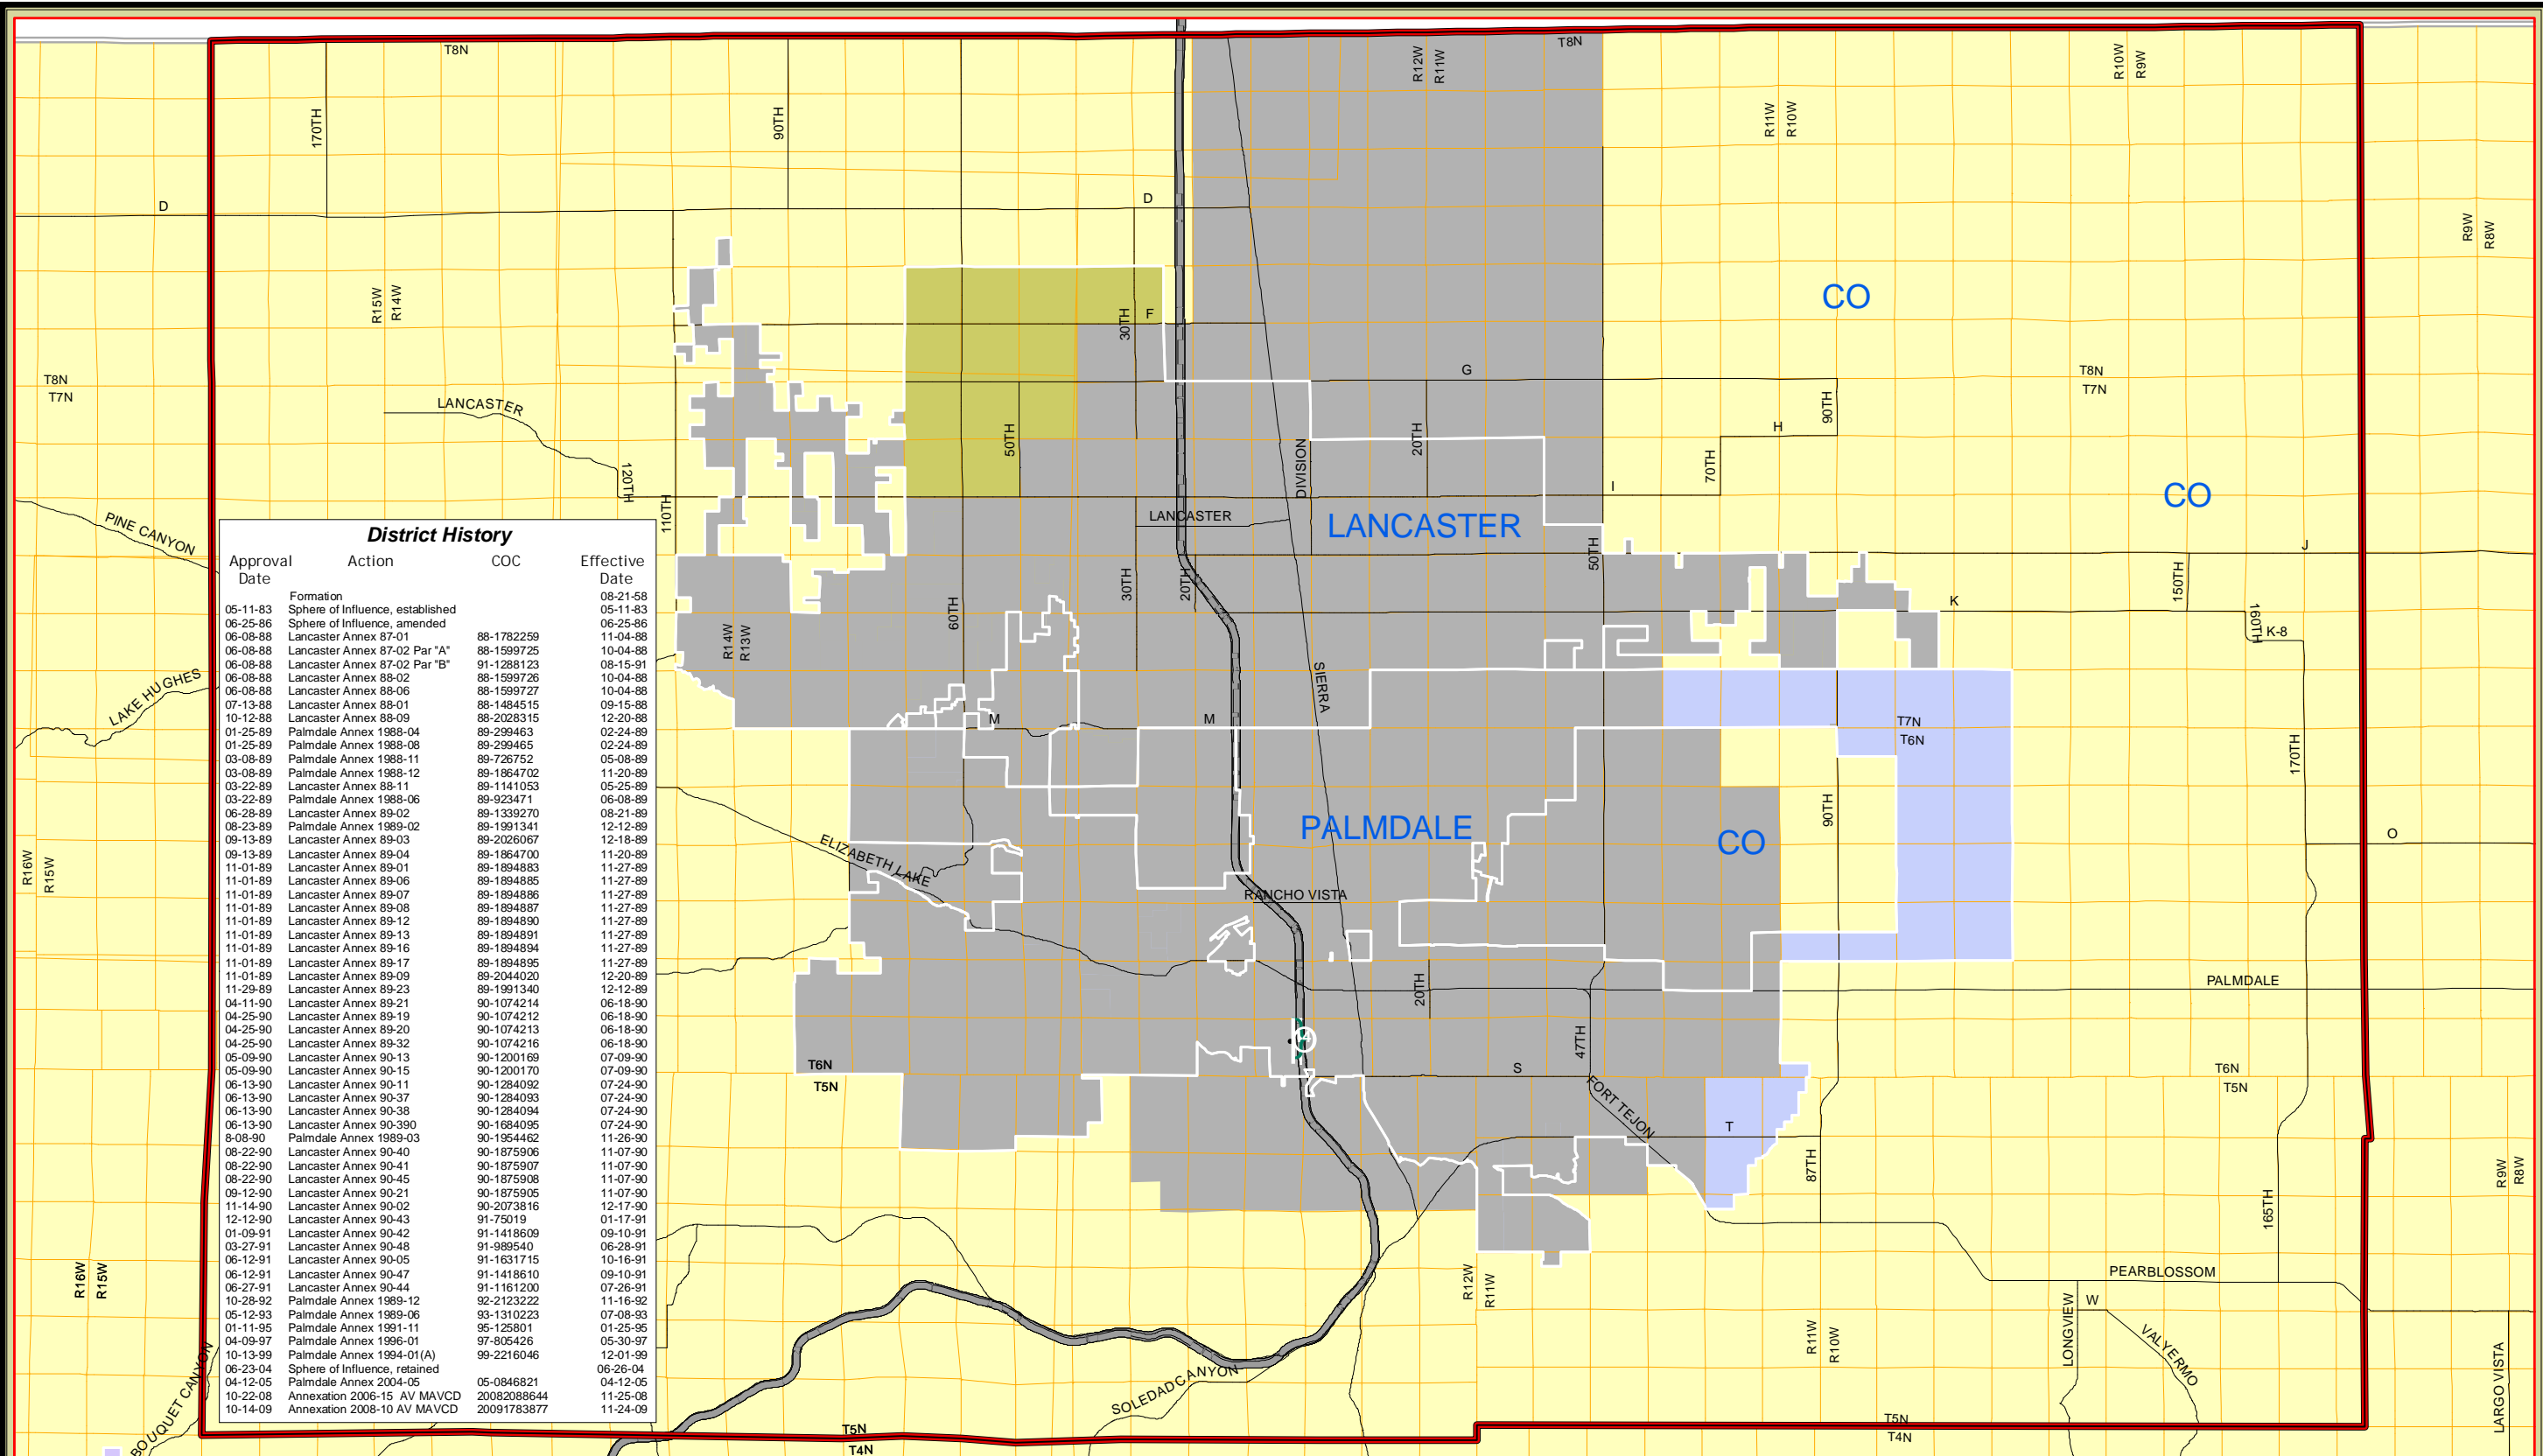 T8N
T8N
R12W
R11W
R10W
R9W
170TH
90TH
R11W
R10W
D
D
R9W
R8W
R15W
R14W
30TH
F
CO
T8N
T7N
G
T8N
T7N
LANCASTER
50TH
DIVISION
20TH
90TH
H
120TH
70TH
I
CO
110TH
PINE CANYON
LANCASTER
LANCASTER
50TH
J
30TH
20TH
150TH
60TH
K
160TH
K-8
R14W
R13W
SIERRA
LAKE HUGHES
M
M
T7N
T6N
170TH
90TH
PALMDALE
CO
O
ELIZABETH LAKE
R16W
R15W
RANCHO VISTA
20TH
PALMDALE
47TH
T6N
T5N
S
T6N
T5N
FORT TEJON
T
87TH
R9W
R8W
165TH
R16W
R15W
R12W
R11W
PEARBLOSSOM
LONGVIEW
W
VALYERMO
R11W
R10W
LARGO VISTA
SOLEDAD CANYON
BOUQUET CANYON
T5N
T4N
T5N
T4N
District History
Approval Date Action COC Effective Date
Formation 08-21-58
05-11-83 Sphere of Influence, established 05-11-83
06-25-86 Sphere of Influence, amended 06-25-86
06-08-88 Lancaster Annex 87-01 88-1782259 11-04-88
06-08-88 Lancaster Annex 87-02 Par "A" 88-1599725 10-04-88
06-08-88 Lancaster Annex 87-02 Par "B" 91-1288123 08-15-91
06-08-88 Lancaster Annex 88-02 88-1599726 10-04-88
06-08-88 Lancaster Annex 88-06 88-1599727 10-04-88
07-13-88 Lancaster Annex 88-01 88-1484515 09-15-88
10-12-88 Lancaster Annex 88-09 88-2028315 12-20-88
01-25-89 Palmdale Annex 1988-04 89-299463 02-24-89
01-25-89 Palmdale Annex 1988-08 89-299465 02-24-89
03-08-89 Palmdale Annex 1988-11 89-726752 05-08-89
03-08-89 Palmdale Annex 1988-12 89-1864702 11-20-89
03-22-89 Lancaster Annex 88-11 89-1141053 05-25-89
03-22-89 Palmdale Annex 1988-06 89-923471 06-08-89
06-28-89 Lancaster Annex 89-02 89-1339270 08-21-89
08-23-89 Palmdale Annex 1989-02 89-1991341 12-12-89
09-13-89 Lancaster Annex 89-03 89-2026067 12-18-89
09-13-89 Lancaster Annex 89-04 89-1864700 11-20-89
11-01-89 Lancaster Annex 89-01 89-1894883 11-27-89
11-01-89 Lancaster Annex 89-06 89-1894885 11-27-89
11-01-89 Lancaster Annex 89-07 89-1894886 11-27-89
11-01-89 Lancaster Annex 89-08 89-1894887 11-27-89
11-01-89 Lancaster Annex 89-12 89-1894890 11-27-89
11-01-89 Lancaster Annex 89-13 89-1894891 11-27-89
11-01-89 Lancaster Annex 89-16 89-1894894 11-27-89
11-01-89 Lancaster Annex 89-17 89-1894895 11-27-89
11-01-89 Lancaster Annex 89-09 89-2044020 12-20-89
11-29-89 Lancaster Annex 89-23 89-1991340 12-12-89
04-11-90 Lancaster Annex 89-21 90-1074214 06-18-90
04-25-90 Lancaster Annex 89-19 90-1074212 06-18-90
04-25-90 Lancaster Annex 89-20 90-1074213 06-18-90
04-25-90 Lancaster Annex 89-32 90-1074216 06-18-90
05-09-90 Lancaster Annex 90-13 90-1200169 07-09-90
05-09-90 Lancaster Annex 90-15 90-1200170 07-09-90
06-13-90 Lancaster Annex 90-11 90-1284092 07-24-90
06-13-90 Lancaster Annex 90-37 90-1284093 07-24-90
06-13-90 Lancaster Annex 90-38 90-1284094 07-24-90
06-13-90 Lancaster Annex 90-390 90-1684095 07-24-90
8-08-90 Palmdale Annex 1989-03 90-1954462 11-26-90
08-22-90 Lancaster Annex 90-40 90-1875906 11-07-90
08-22-90 Lancaster Annex 90-41 90-1875907 11-07-90
08-22-90 Lancaster Annex 90-45 90-1875908 11-07-90
09-12-90 Lancaster Annex 90-21 90-1875905 11-07-90
11-14-90 Lancaster Annex 90-02 90-2073816 12-17-90
12-12-90 Lancaster Annex 90-43 91-75019 01-17-91
01-09-91 Lancaster Annex 90-42 91-1418609 09-10-91
03-27-91 Lancaster Annex 90-48 91-989540 06-28-91
06-12-91 Lancaster Annex 90-05 91-1631715 10-16-91
06-12-91 Lancaster Annex 90-47 91-1418610 09-10-91
06-27-91 Lancaster Annex 90-44 91-1161200 07-26-91
10-28-92 Palmdale Annex 1989-12 92-2123222 11-16-92
05-12-93 Palmdale Annex 1989-06 93-1310223 07-08-93
01-11-95 Palmdale Annex 1991-11 95-125801 01-25-95
04-09-97 Palmdale Annex 1996-01 97-805426 05-30-97
10-13-99 Palmdale Annex 1994-01(A) 99-2216046 12-01-99
06-23-04 Sphere of Influence, retained 06-26-04
04-12-05 Palmdale Annex 2004-05 05-0846821 04-12-05
10-22-08 Annexation 2006-15 AV MAVCD 20082088644 11-25-08
10-14-09 Annexation 2008-10 AV MAVCD 20091783877 11-24-09